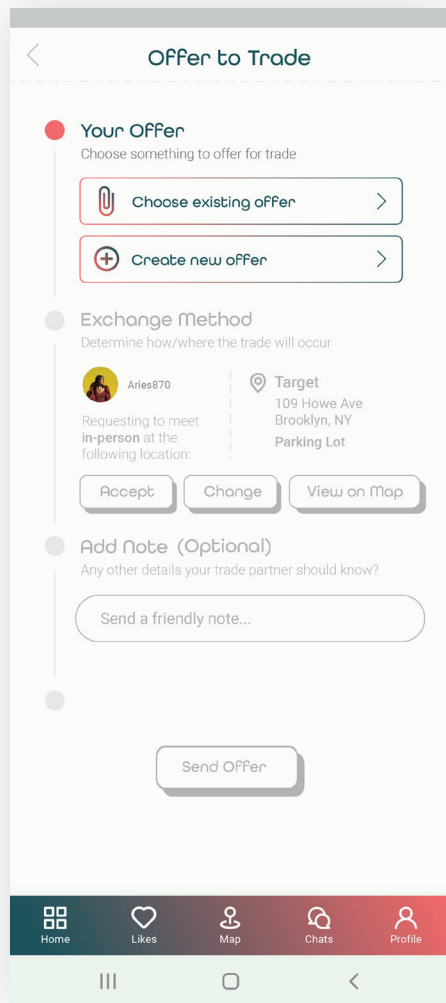 Offer to Trade
Your Offer
Choose something to offer for trade
Choose existing offer
Create new offer
Exchange Method
Determine how/where the trade will occur
Aries870
Requesting to meet
in-person at the
following location:
Target
109 Howe Ave
Brooklyn, NY
Parking Lot
Accept
Change
View on Map
Add Note (Optional)
Any other details your trade partner should know?
Send a friendly note...
Send Offer
Home
Likes
Map
Chats
Profile